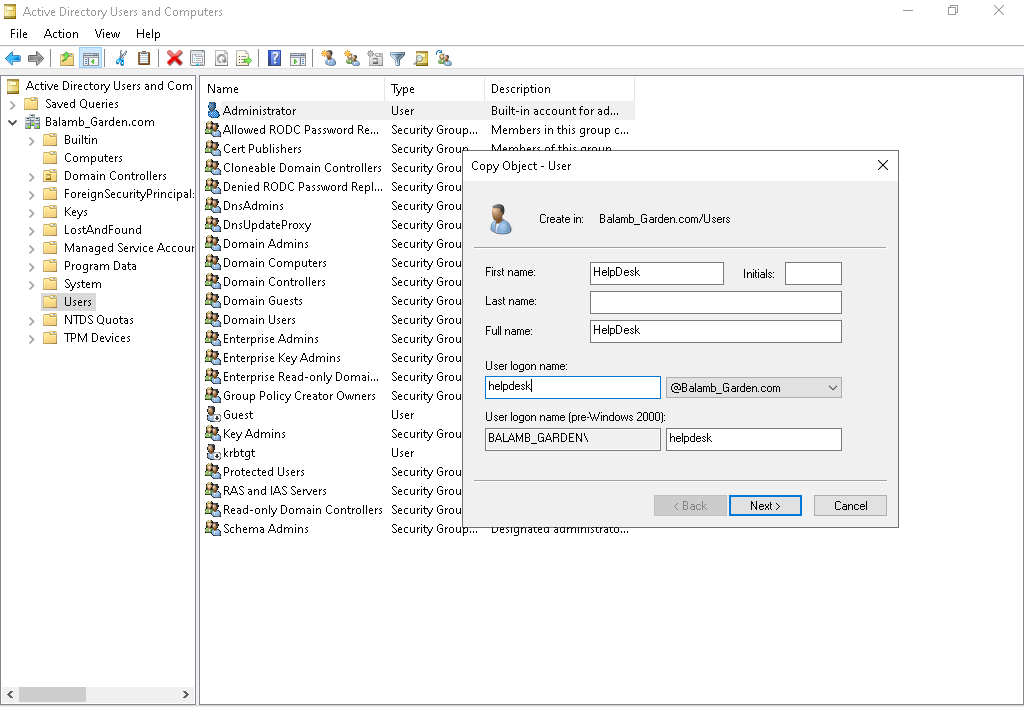 Active Directory Users and Computers
File Action View Help
Active Directory Users and Com
Saved Queries
Balamb_Garden.com
Builtin
Computers
Domain Controllers
ForeignSecurityPrincipals
Keys
LostAndFound
Managed Service Accour
Program Data
System
Users
NTDS Quotas
TPM Devices
Name Type Description
Administrator User Built-in account for ad...
Allowed RODC Password Re... Security Group... Members in this group c...
Cert Publishers Security Group... Members of this group
Cloneable Domain Controllers Security Grou
Denied RODC Password Repl... Security Grou
DnsAdmins Security Grou
DnsUpdateProxy Security Grou
Domain Admins Security Grou
Domain Computers Security Grou
Domain Controllers Security Grou
Domain Guests Security Grou
Domain Users Security Grou
Enterprise Admins Security Grou
Enterprise Key Admins Security Grou
Enterprise Read-only Domai... Security Grou
Group Policy Creator Owners Security Grou
Guest User
Key Admins Security Grou
krbtgt User
Protected Users Security Grou
RAS and IAS Servers Security Grou
Read-only Domain Controllers Security Grou
Schema Admins Security Group... Designated administrato...
Copy Object - User
Create in: Balamb_Garden.com/Users
First name: HelpDesk Initials:
Last name:
Full name: HelpDesk
User logon name:
helpdesk @Balamb_Garden.com
User logon name (pre-Windows 2000):
BALAMB_GARDEN\ helpdesk
< Back Next > Cancel